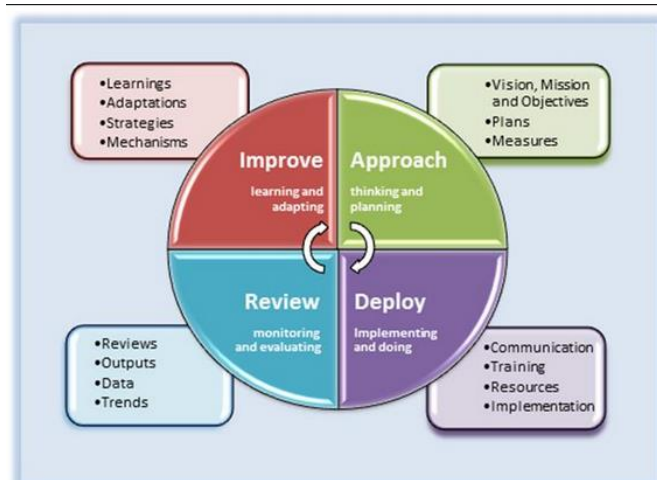 •Learnings
•Adaptations
•Strategies
•Mechanisms
•Vision, Mission
and Objectives
•Plans
•Measures
Improve
learning and
adapting
Approach
thinking and
planning
Review
monitoring
and evaluating
Deploy
Implementing
and doing
•Reviews
•Outputs
•Data
•Trends
•Communication
•Training
•Resources
•Implementation